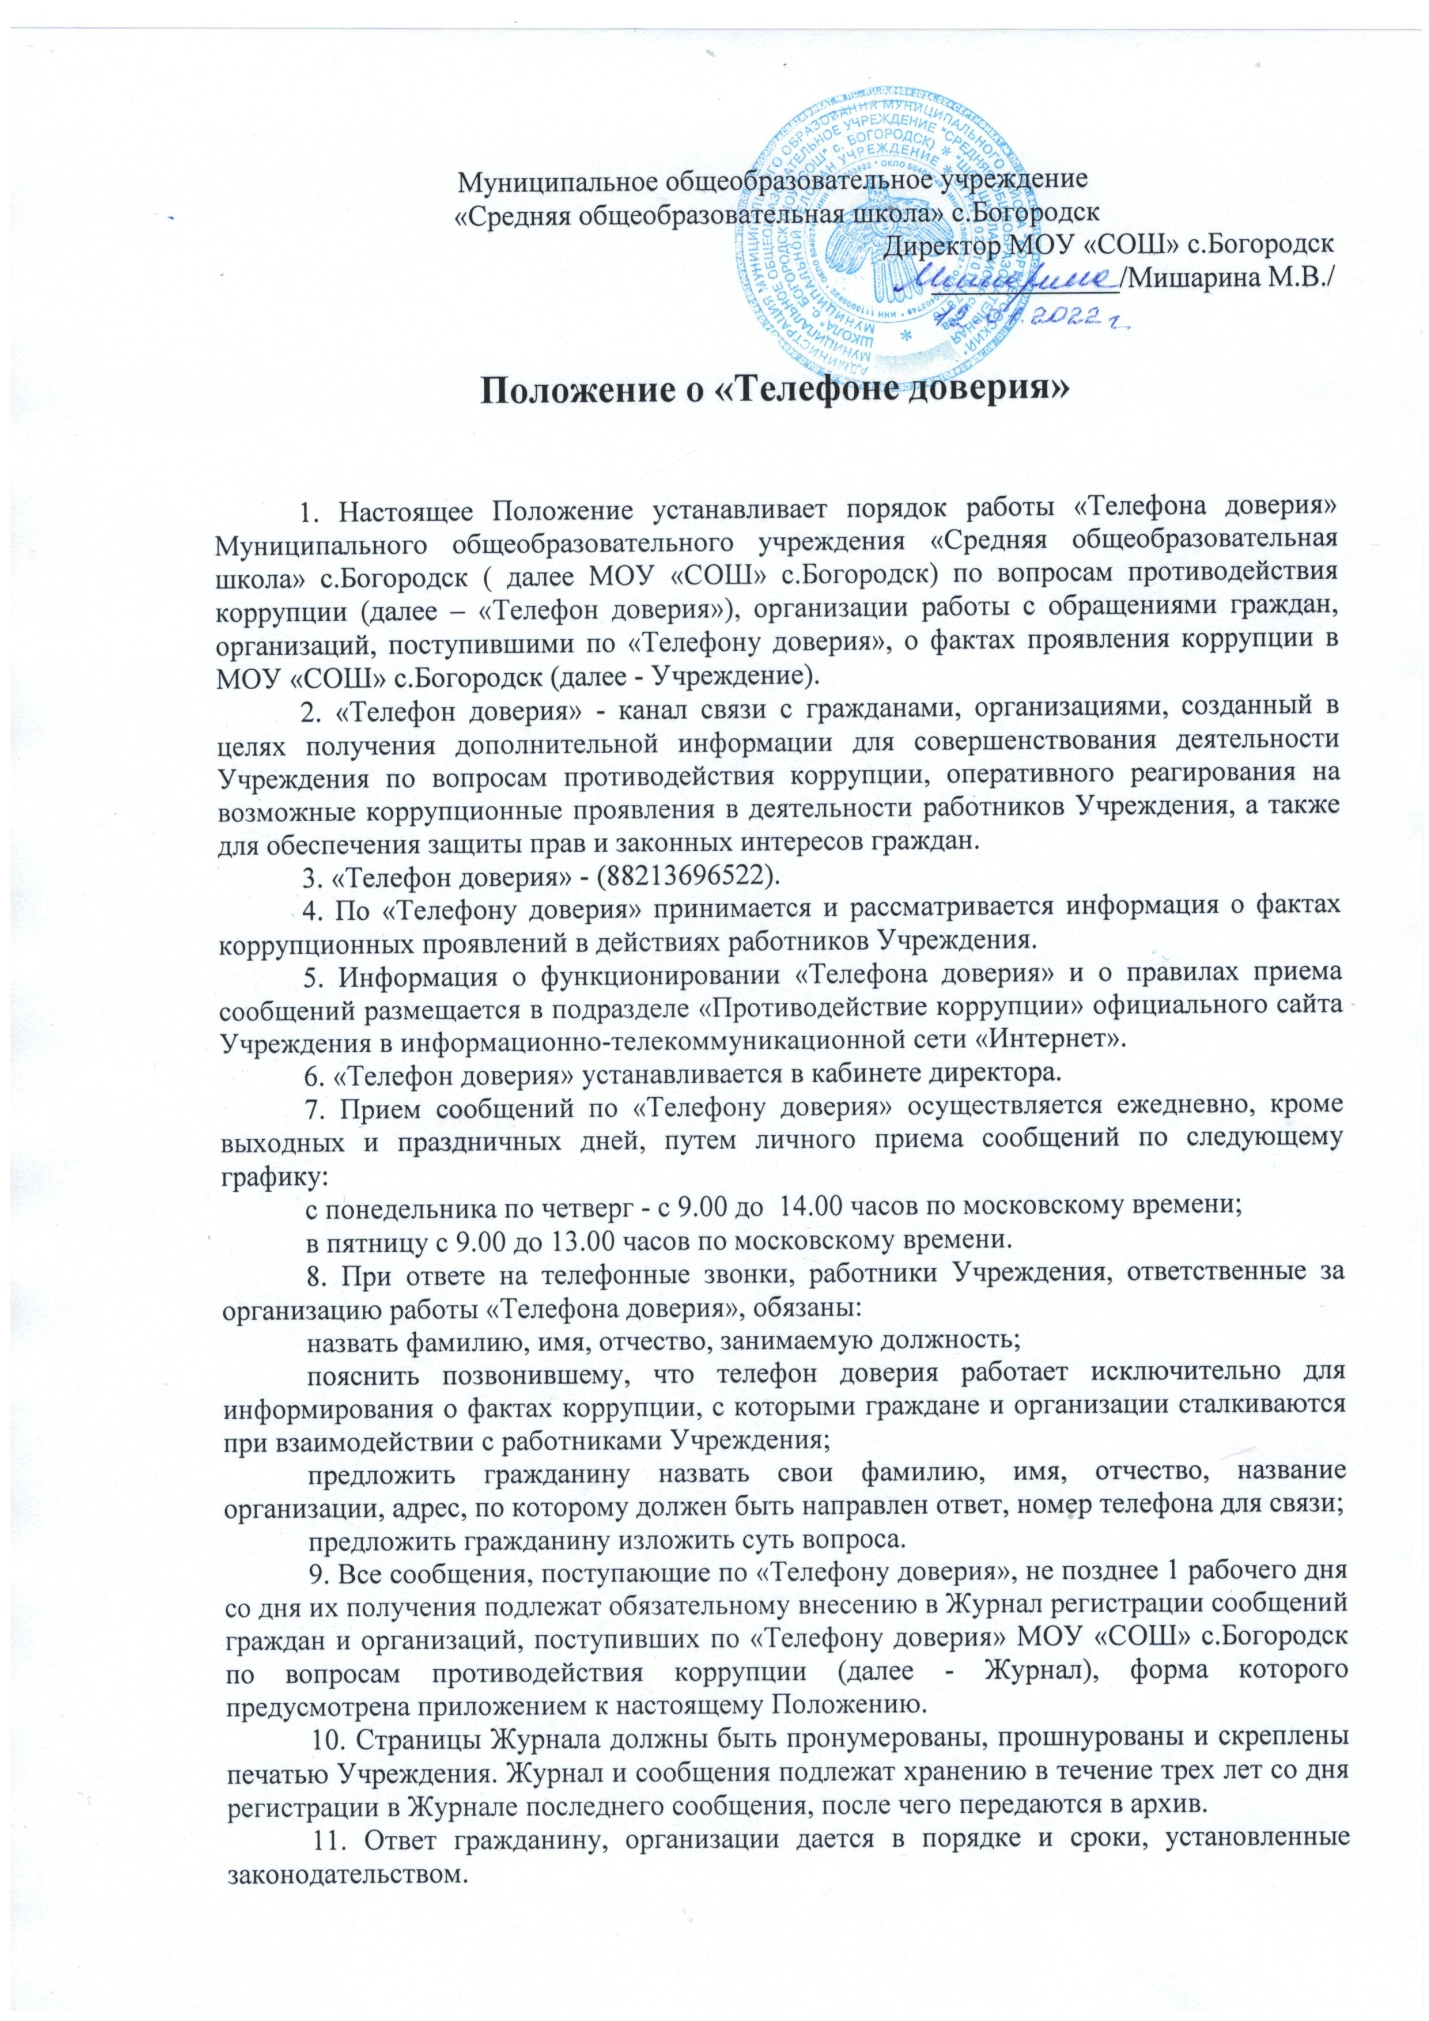 Муниципальное общеобразовательное учреждение
«Средняя общеобразовательная школа» с.Богородск
Директор МОУ «СОШ» с.Богородск
/Мишарина М.В./
2022 г.
Положение о «Телефоне доверия»
1. Настоящее Положение устанавливает порядок работы «Телефона доверия»
Муниципального общеобразовательного учреждения «Средняя общеобразовательная
школа» с.Богородск ( далее МОУ «СОШ» с.Богородск) по вопросам противодействия
коррупции (далее – «Телефон доверия»), организации работы с обращениями граждан,
организаций, поступившими по «Телефону доверия», о фактах проявления коррупции в
МОУ «СОШ» с.Богородск (далее - Учреждение).
2. «Телефон доверия» - канал связи с гражданами, организациями, созданный в
целях получения дополнительной информации для совершенствования деятельности
Учреждения по вопросам противодействия коррупции, оперативного реагирования на
возможные коррупционные проявления в деятельности работников Учреждения, а также
для обеспечения защиты прав и законных интересов граждан.
3. «Телефон доверия» - (88213696522).
4. По «Телефону доверия» принимается и рассматривается информация о фактах
коррупционных проявлений в действиях работников Учреждения.
5. Информация о функционировании «Телефона доверия» и о правилах приема
сообщений размещается в подразделе «Противодействие коррупции» официального сайта
Учреждения в информационно-телекоммуникационной сети «Интернет».
6. «Телефон доверия» устанавливается в кабинете директора.
7. Прием сообщений по «Телефону доверия» осуществляется ежедневно, кроме
выходных и праздничных дней, путем личного приема сообщений по следующему
графику:
с понедельника по четверг - с 9.00 до 14.00 часов по московскому времени;
в пятницу с 9.00 до 13.00 часов по московскому времени.
8. При ответе на телефонные звонки, работники Учреждения, ответственные за
организацию работы «Телефона доверия», обязаны:
назвать фамилию, имя, отчество, занимаемую должность;
пояснить позвонившему, что телефон доверия работает исключительно для
информирования о фактах коррупции, с которыми граждане и организации сталкиваются
при взаимодействии с работниками Учреждения;
предложить гражданину назвать свои фамилию, имя, отчество, название
организации, адрес, по которому должен быть направлен ответ, номер телефона для связи;
предложить гражданину изложить суть вопроса.
9. Все сообщения, поступающие по «Телефону доверия», не позднее 1 рабочего дня
со дня их получения подлежат обязательному внесению в Журнал регистрации сообщений
граждан и организаций, поступивших по «Телефону доверия» МОУ «СОШ» с.Богородск
по вопросам противодействия коррупции (далее - Журнал), форма которого
предусмотрена приложением к настоящему Положению.
10. Страницы Журнала должны быть пронумерованы, прошнурованы и скреплены
печатью Учреждения. Журнал и сообщения подлежат хранению в течение трех лет со дня
регистрации в Журнале последнего сообщения, после чего передаются в архив.
11. Ответ гражданину, организации дается в порядке и сроки, установленные
законодательством.